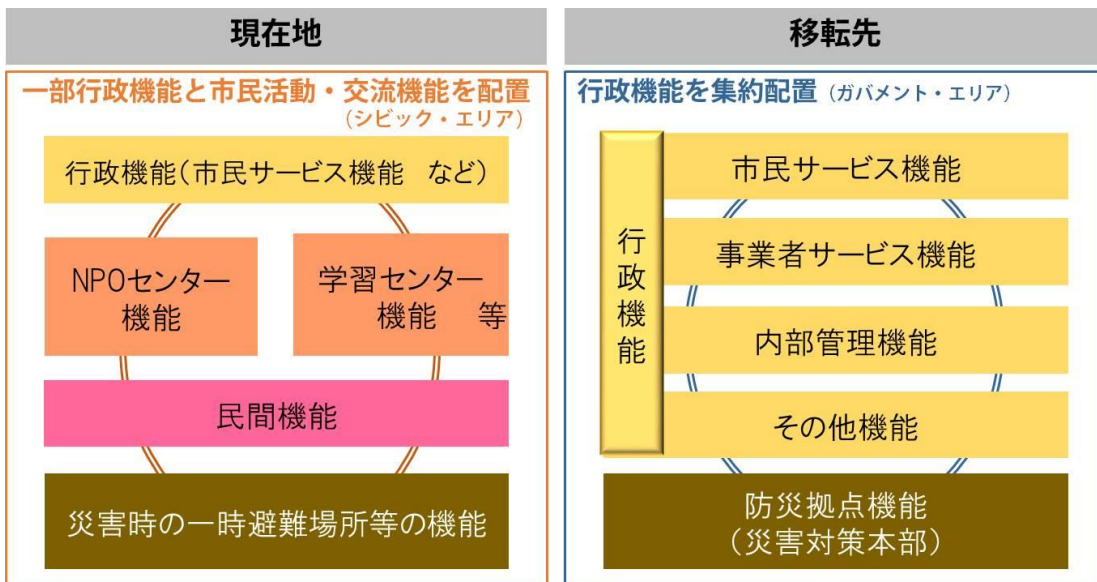 現在地
一部行政機能と市民活動・交流機能を配置
(シビック・エリア)
行政機能(市民サービス機能 など)
NPOセンター
機能
学習センター
機能 等
民間機能
災害時の一時避難場所等の機能
移転先
行政機能を集約配置(ガバメント・エリア)
行政機能
市民サービス機能
事業者サービス機能
内部管理機能
その他機能
防災拠点機能
(災害対策本部)